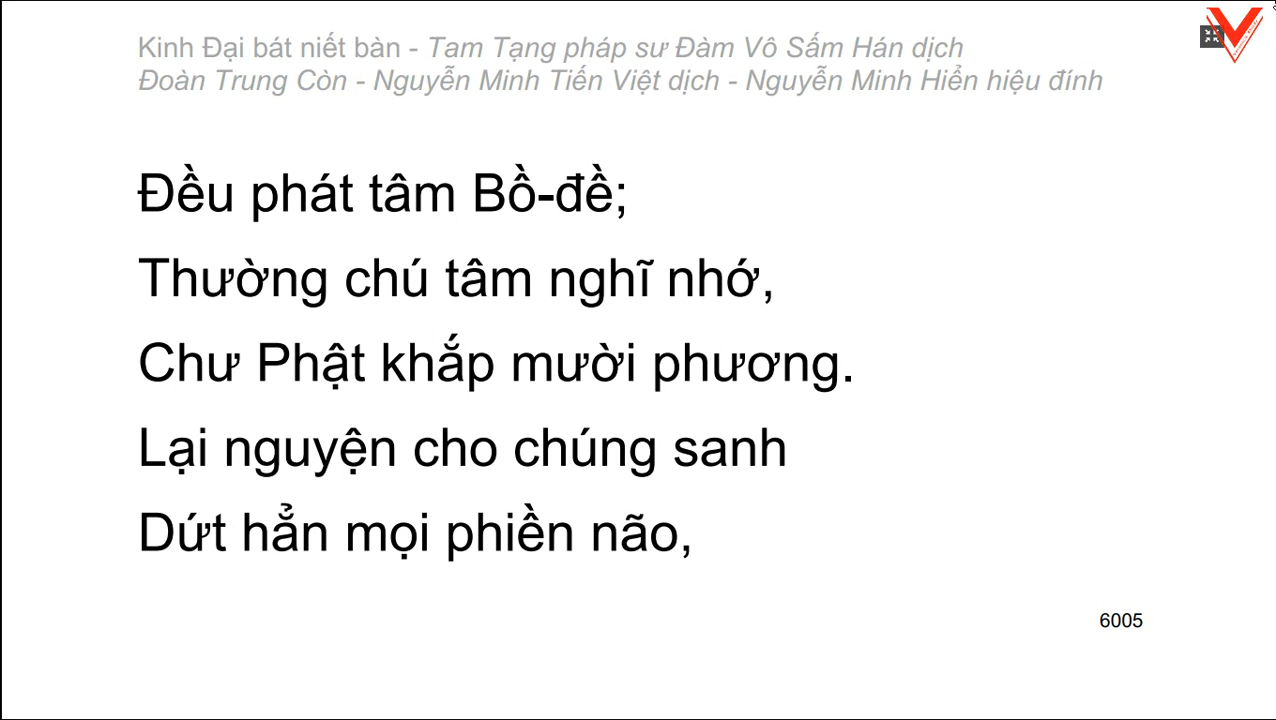 Kinh Đại bát niết bàn - Tam Tạng pháp sư Đàm Vô Sấm Hán dịch
Đoàn Trung Còn - Nguyễn Minh Tiến Việt dịch - Nguyễn Minh Hiển hiệu đính
Đều phát tâm Bồ-đề;
Thường chú tâm nghĩ nhớ,
Chư Phật khắp mười phương.
Lại nguyện cho chúng sanh
Dứt hẳn mọi phiền não,
6005